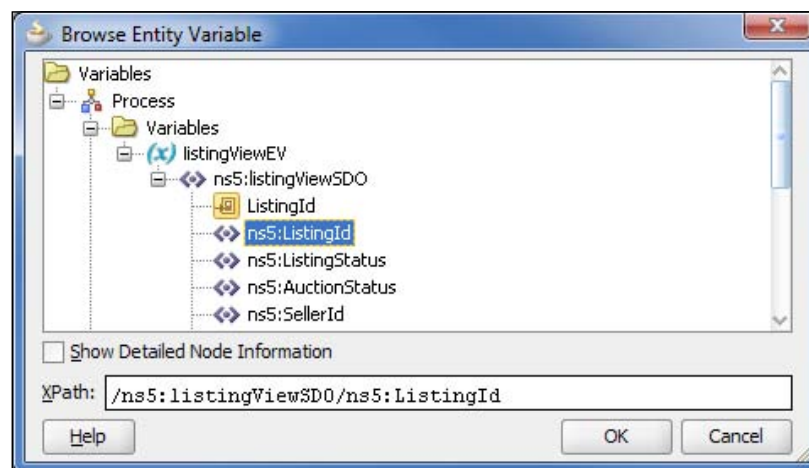 Browse Entity Variable
Variables
Process
Variables
(x) listingViewEV
ns5:listingViewSDO
ListingId
ns5:ListingId
ns5:ListingStatus
ns5:AuctionStatus
ns5:SellerId
Show Detailed Node Information
XPath: /ns5:listingViewSDO/ns5:ListingId
Help OK Cancel